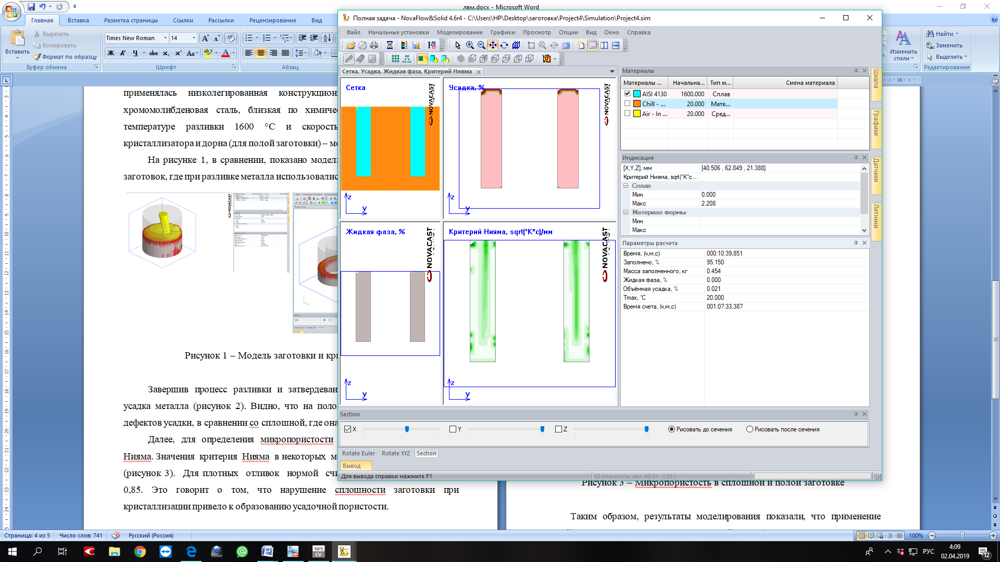 лвм.docx - Microsoft Word
Главная Вставка Разметка страницы Ссылки Рассылки Рецензирование Вид
Вставить
Вырезать
Копировать
Формат по образцу
Буфер обмена
Times New Roman 14
Шрифт
Абзац
Изменить стили
Найти
Заменить
Выделить
Редактирование
применялась низколегированная конструкцион
хромомолибденовая сталь, близкая по химиче
температуре разливки 1600 °С и скорость
кристаллизатора и дорна (для полой заготовки) – ме
На рисунке 1, в сравнении, показано модел
заготовок, где при разливке металла использовалис
Рисунок 1 – Модель заготовки и кри
Завершив процесс разливки и затвердеван
усадка металла (рисунок 2). Видно, что на поло
дефектов усадки, в сравнении со сплошной, где она
Далее, для определения микропористости
Нияма. Значения критерия Нияма в некоторых м
(рисунок 3). Для плотных отливок нормой счи
0,85. Это говорит о том, что нарушение сплошности заготовки при
кристаллизации привело к образованию усадочной пористости.
Рисунок 3 – Микропористость в сплошной и полой заготовке
Таким образом, результаты моделирования показали, что применение
Полная задача - NovaFlow&Solid 4.6r4 - C:\Users\HP\Desktop\заготовка\Project4\Simulation\Project4.sim
Файл Начальные установки Моделирование Графики Просмотр Опции Вид Окно Справка
Сетка, Усадка, Жидкая фаза, Критерий Нияма
Сетка
NOVACAST
Z
Y
Усадка, %
NOVACAST
Z
Y
Жидкая фаза, %
NOVACAST
Z
Y
Критерий Нияма, sqrt(°K*c)/мм
NOVACAST
Z
Y
Материалы
Материалы ... Начальна... Тип м... Смена материала
AISI 4130 1600.000 Сплав
Chill - ... 20.000 Мате...
Air - In ... 20.000 Сред...
Индикация
[X,Y,Z], мм [40.506 , 62.849 , 21.388]
Критерий Нияма, sqrt(°K*c...
Сплав
Мин 0.000
Макс 2.208
Материал формы
Мин
Макс
Параметры расчета
Время, (ч,м,с) 000:10:39,851
Заполнено, % 95.150
Масса заполненного, кг 0.454
Жидкая фаза, % 0.000
Объёмная усадка, % 0.021
Tmax, °C 20.000
Время счета, (ч,м,с) 001:07:33,387
Шкала
Графики
Датчики
Литники
Section
X Y Z Рисовать до сечения Рисовать после сечения
Rotate Euler Rotate XYZ Section
Вывод
Для вывода справки нажмите F1 YZ плоскость, мм 40.51 [ 33 ]
Страница: 4 из 5 Число слов: 741 Русский (Россия) 100%
РУС 4:09
02.04.2019
12